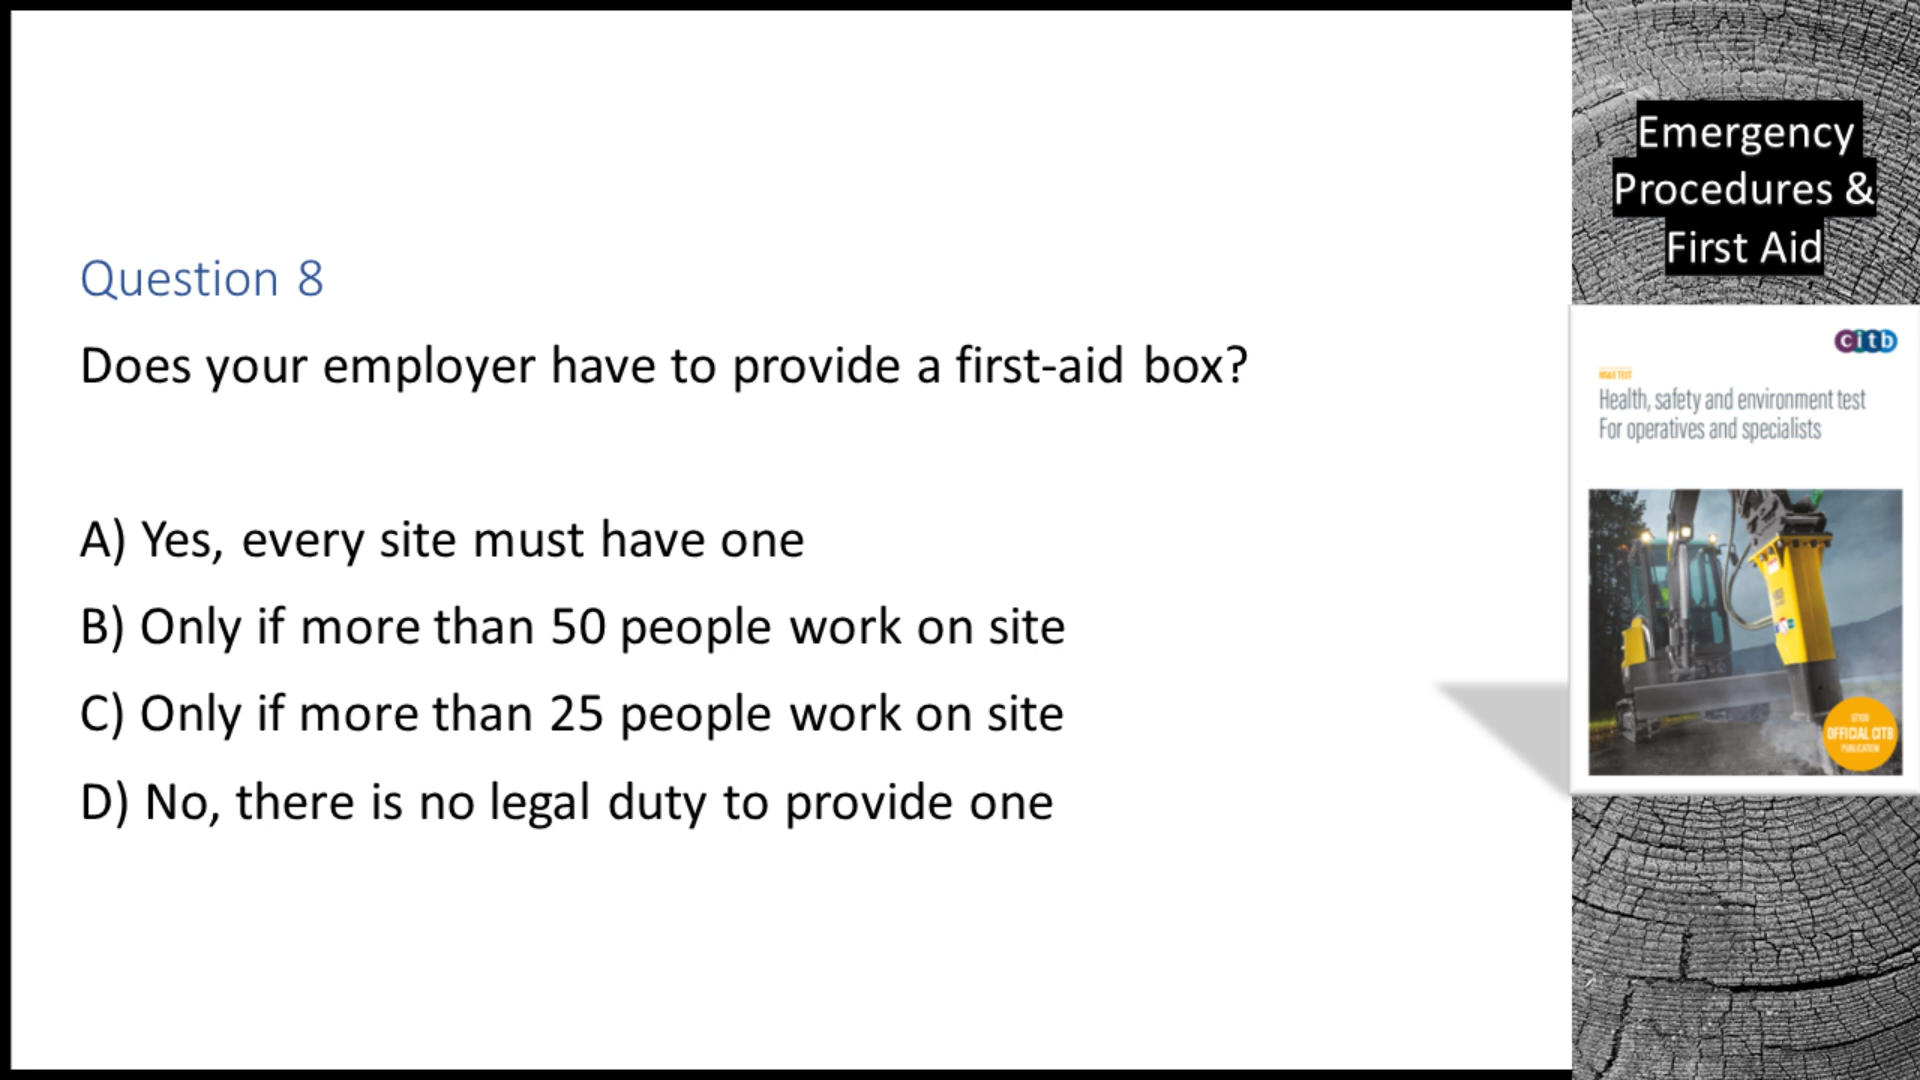 Question 8
Does your employer have to provide a first-aid box?
A) Yes, every site must have one
B) Only if more than 50 people work on site
C) Only if more than 25 people work on site
D) No, there is no legal duty to provide one
Emergency
Procedures &
First Aid
citb
HS&E TEST
Health, safety and environment test
For operatives and specialists
OFFICIAL CITB
PUBLICATION